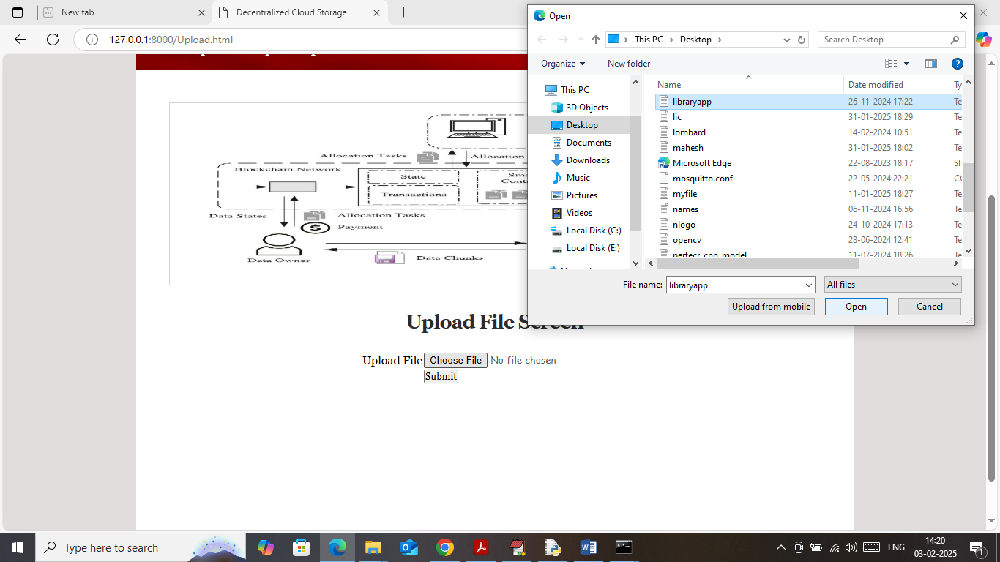 New tab
Decentralized Cloud Storage
127.0.0.1:8000/Upload.html
Open
This PC
Desktop
Search Desktop
Organize
New folder
This PC
3D Objects
Desktop
Documents
Downloads
Music
Pictures
Videos
Local Disk (C:)
Local Disk (E:)
Name Date modified Ty
libraryapp 26-11-2024 17:22 Te
lic 31-01-2025 18:29 Te
lombard 14-02-2024 10:51 Te
mahesh 31-01-2025 18:02 Te
Microsoft Edge 22-08-2023 18:17 Sh
mosquitto.conf 22-05-2024 22:21 CC
myfile 11-01-2025 18:27 Te
names 06-11-2024 16:56 Te
nlogo 24-10-2024 17:13 Te
opencv 28-06-2024 12:41 Te
perfecr_cnn_model 11-07-2024 18:26 Te
File name: libraryapp All files
Upload from mobile Open Cancel
Allocation Tasks
Allocation
Blockchain Network
State
Transactions
Data States
Allocation Tasks
$
Payment
Data Owner
Data Chunks
Upload File Screen
Upload File Choose File No file chosen
Submit
Type here to search
ENG
14:20
03-02-2025
1